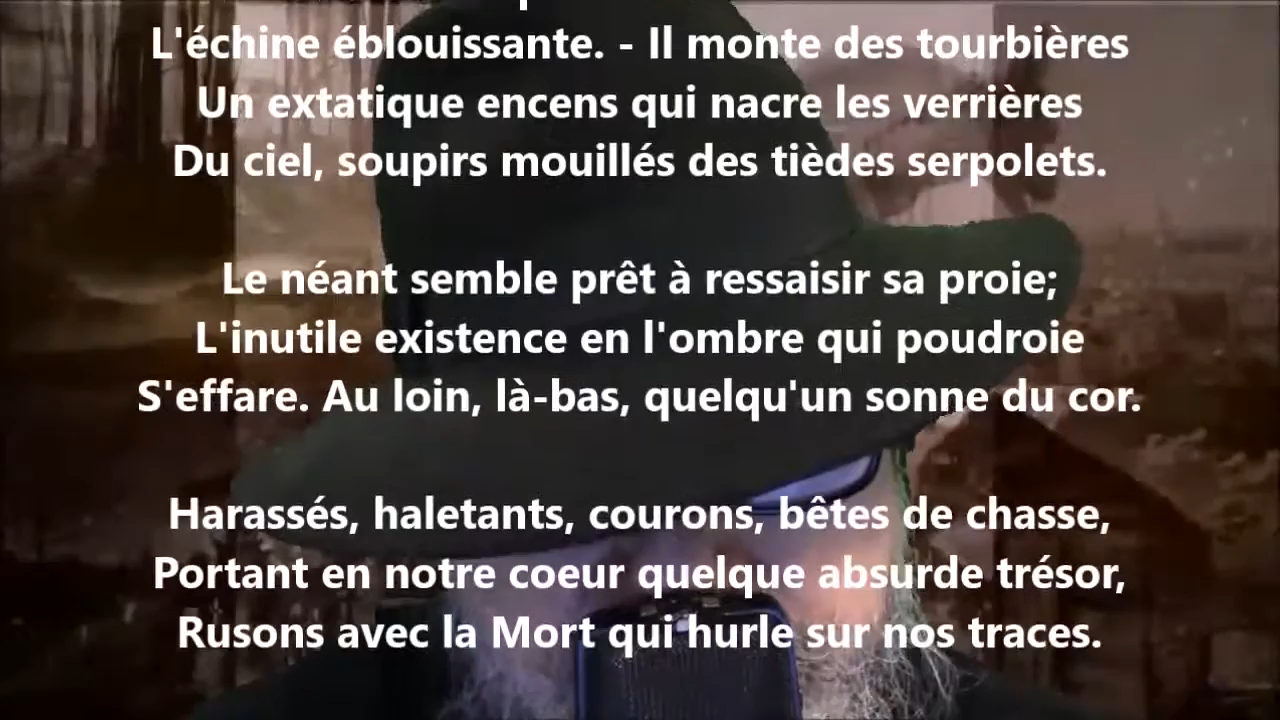 L'échine éblouissante. - Il monte des tourbières
Un extatique encens qui nacre les verrières
Du ciel, soupirs mouillés des tièdes serpolets.
Le néant semble prêt à ressaisir sa proie;
L'inutile existence en l'ombre qui poudroie
S'effare. Au loin, là-bas, quelqu'un sonne du cor.
Harassés, haletants, courons, bêtes de chasse,
Portant en notre coeur quelque absurde trésor,
Rusons avec la Mort qui hurle sur nos traces.